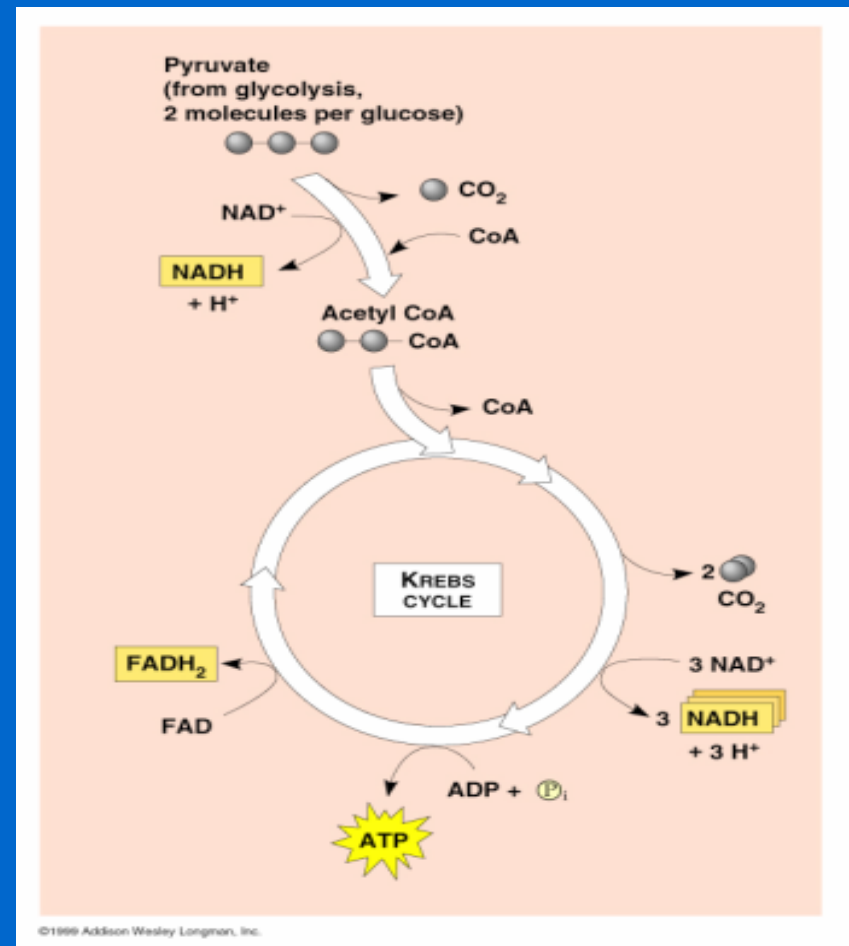 Pyruvate
(from glycolysis,
2 molecules per glucose)
CO₂
NAD⁺
CoA
NADH
+ H⁺
Acetyl CoA
CoA
CoA
KREBS
CYCLE
2
CO₂
FADH₂
3 NAD⁺
FAD
3 NADH
+ 3 H⁺
ADP + Pᵢ
ATP
©1999 Addison Wesley Longman, Inc.